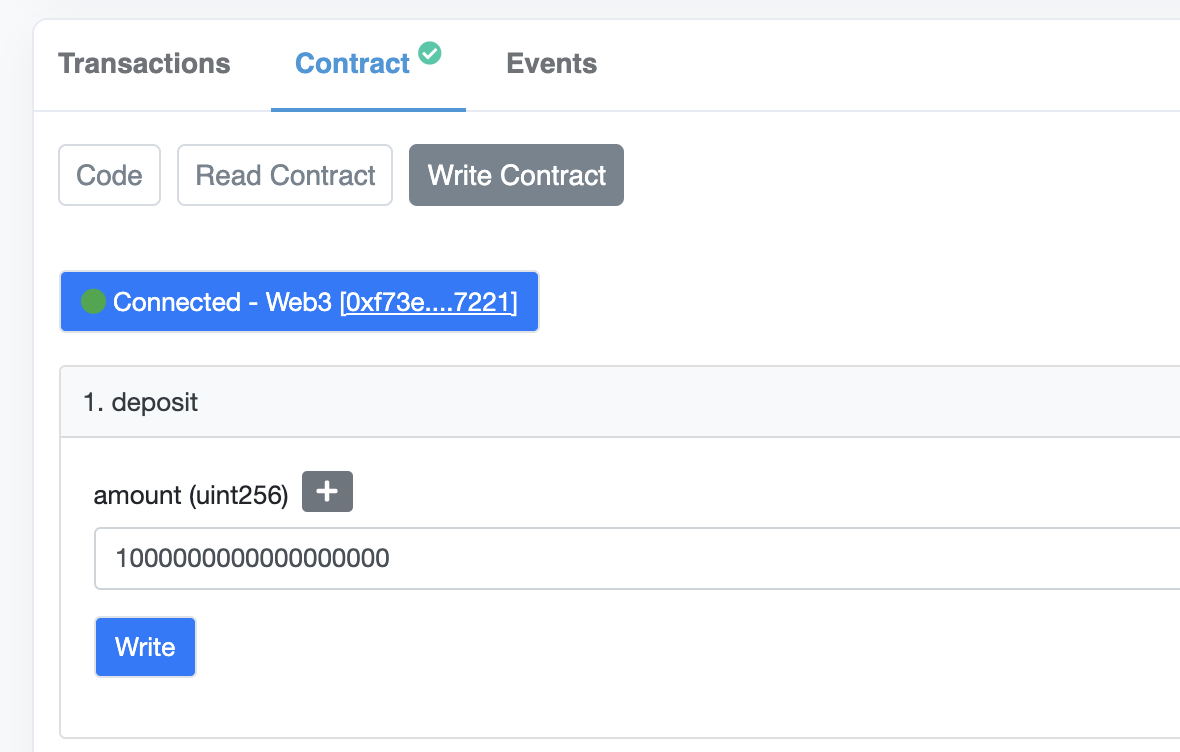 Transactions Contract Events
Code Read Contract Write Contract
Connected - Web3 [0xf73e....7221]
1. deposit
amount (uint256) +
1000000000000000000
Write